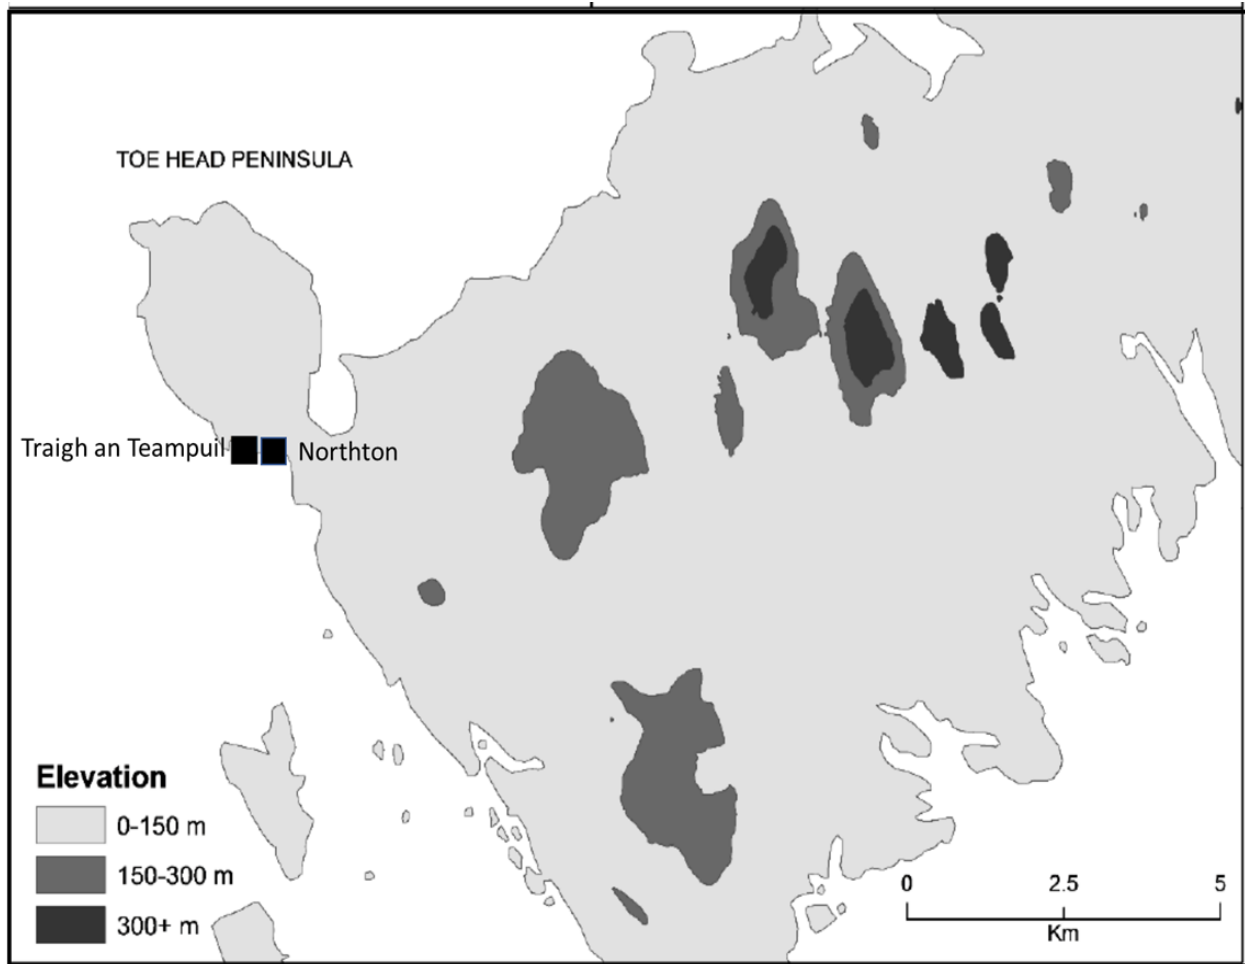 TOE HEAD PENINSULA
Traigh an Teampuil
Northton
Elevation
0-150 m
150-300 m
300+ m
0 2.5 5
Km